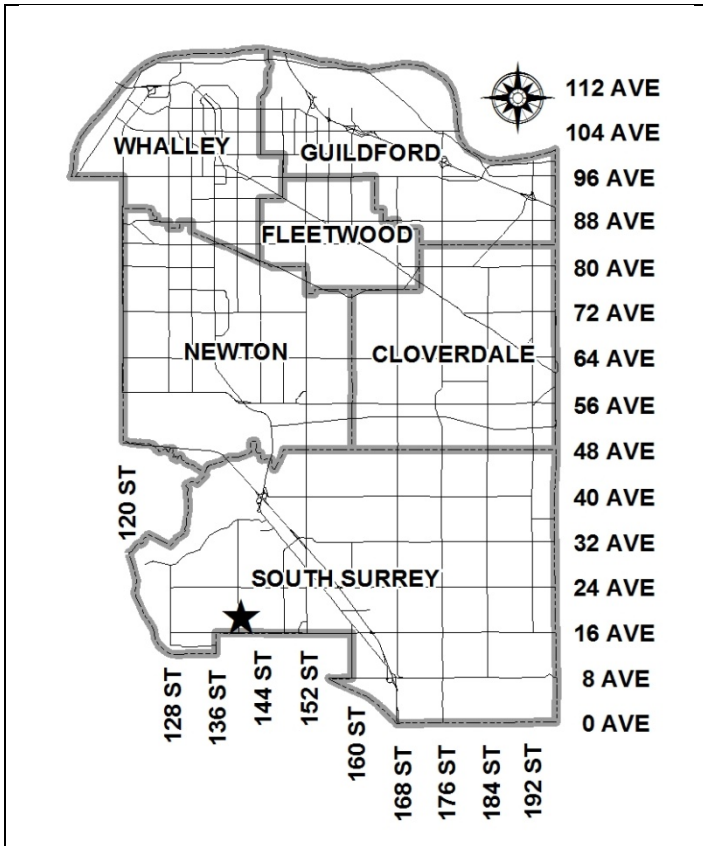 112 AVE
104 AVE
WHALLEY
GUILDFORD
96 AVE
88 AVE
FLEETWOOD
80 AVE
72 AVE
NEWTON
CLOVERDALE
64 AVE
56 AVE
48 AVE
120 ST
40 AVE
32 AVE
SOUTH SURREY
24 AVE
16 AVE
128 ST
136 ST
144 ST
152 ST
160 ST
8 AVE
0 AVE
168 ST
176 ST
184 ST
192 ST